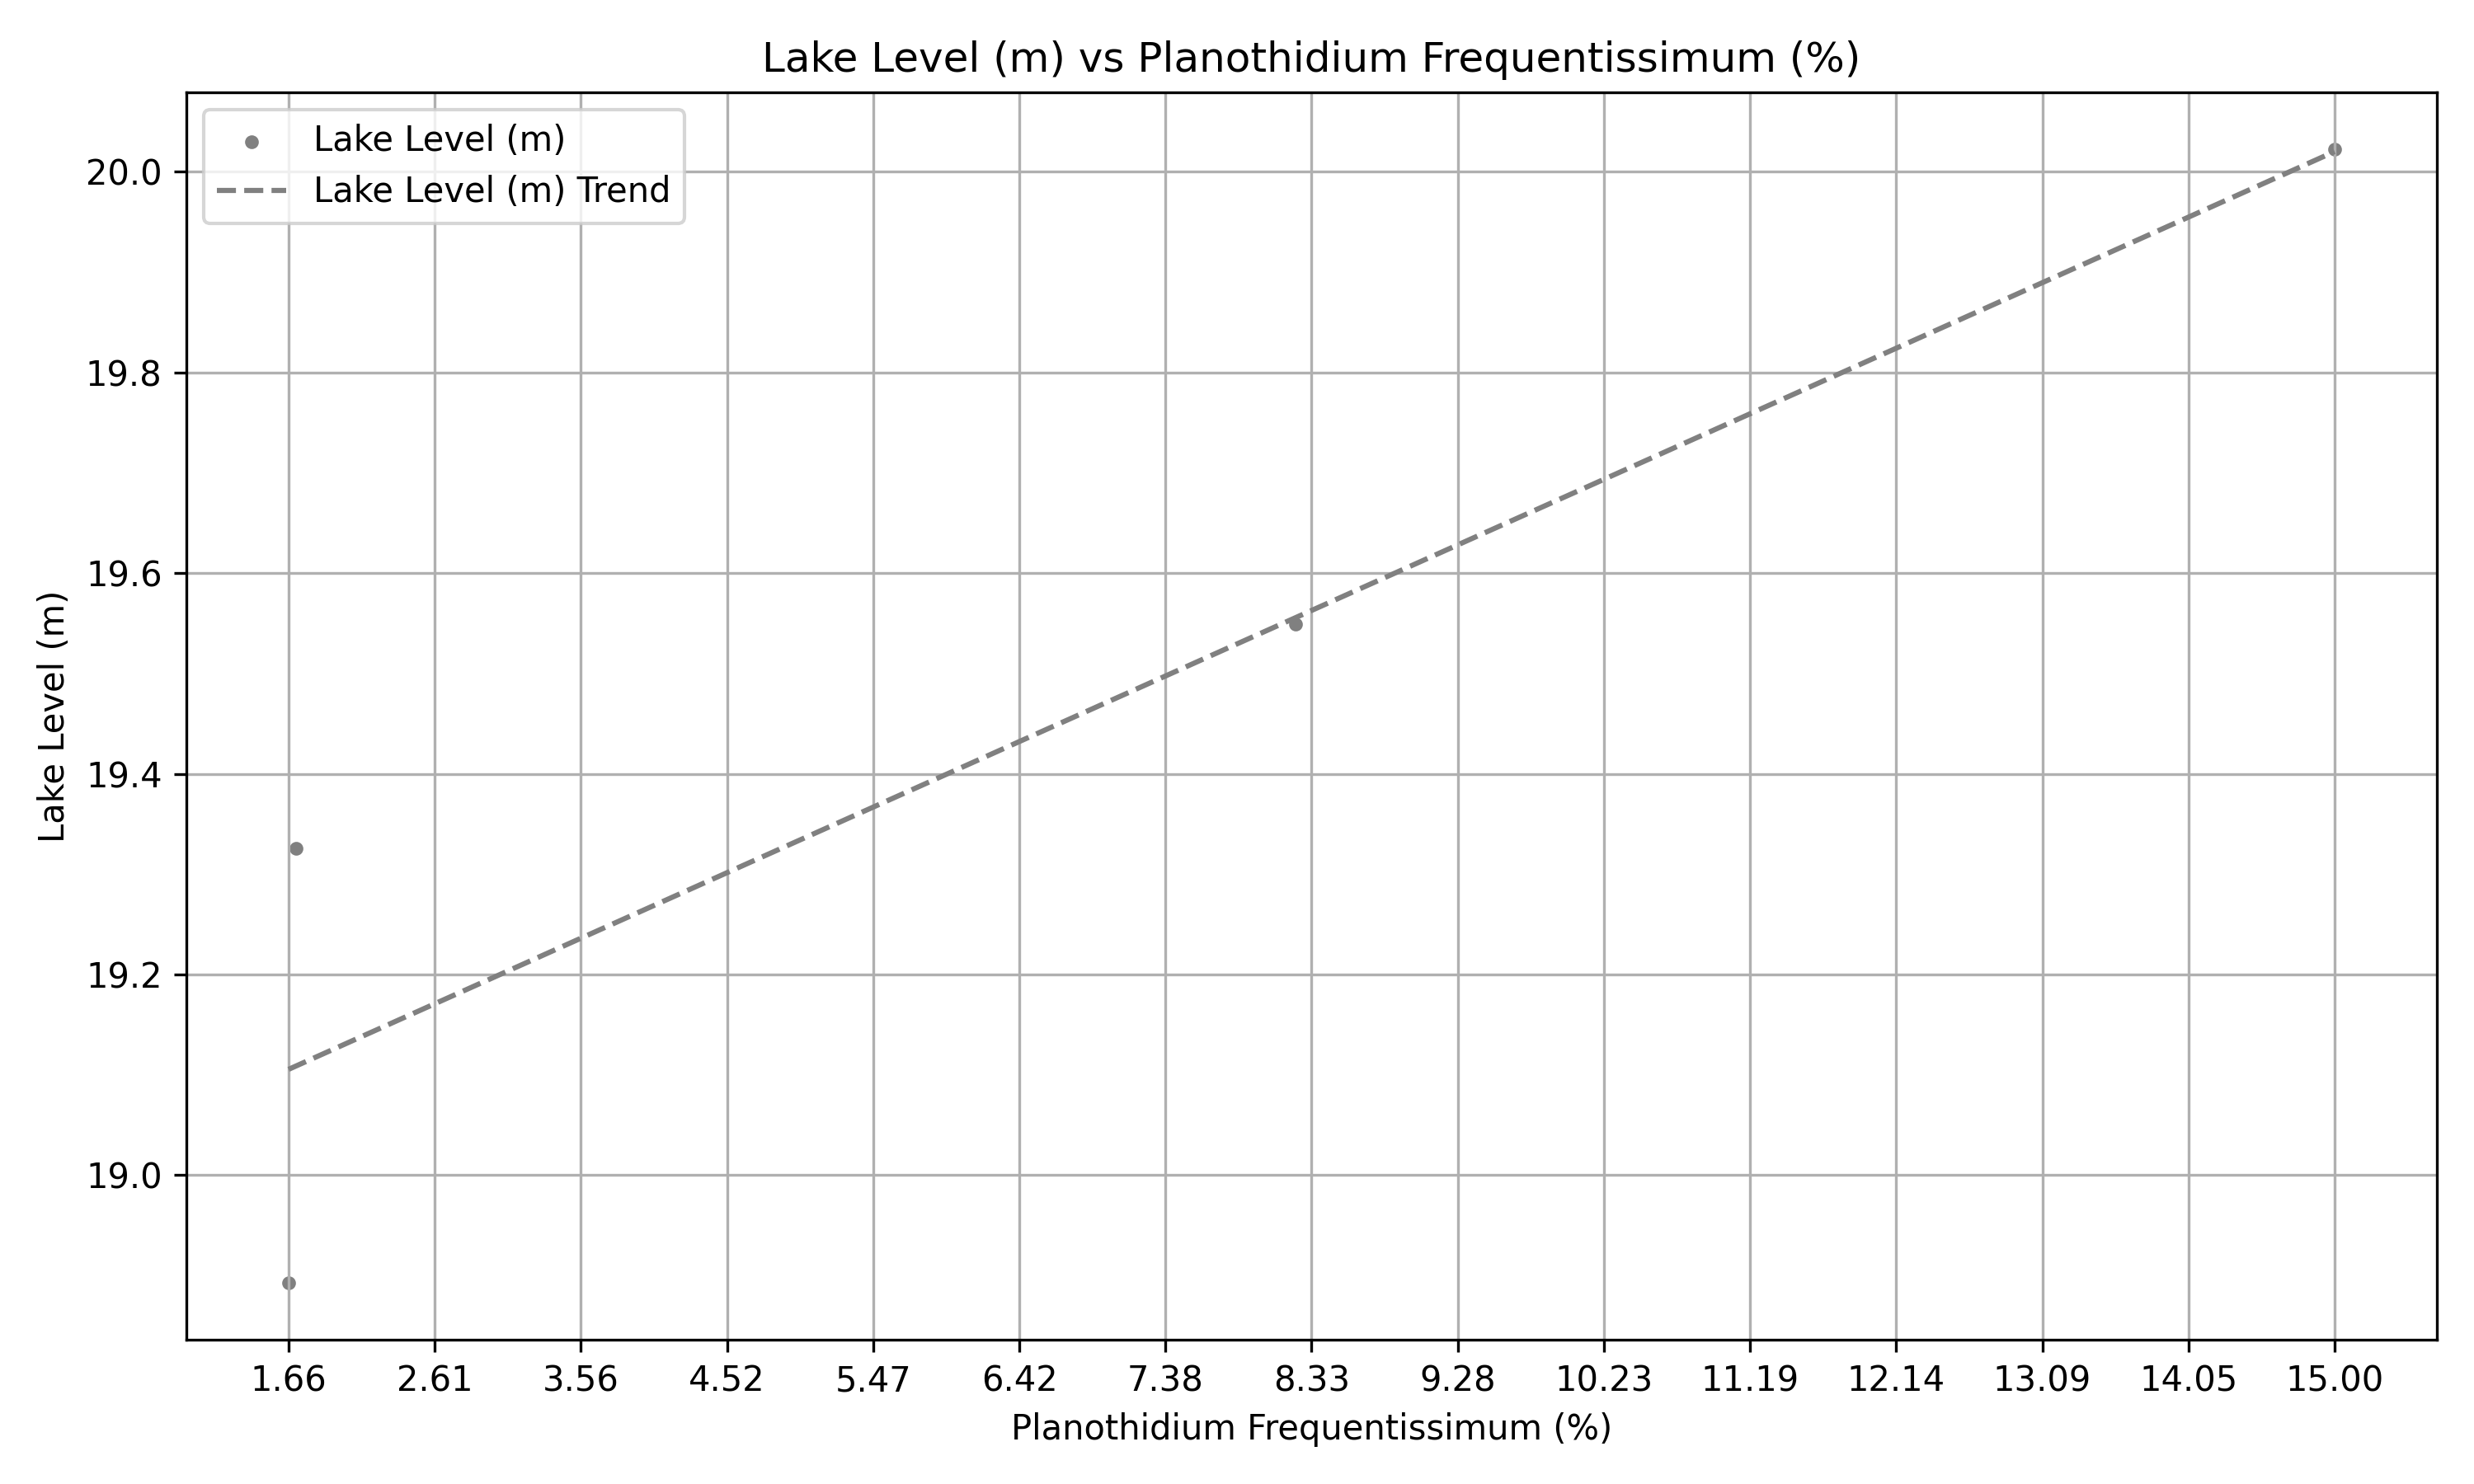 Lake Level (m) vs Planothidium Frequentissimum (%)
Lake Level (m)
Lake Level (m) Trend
20.0
19.8
19.6
19.4
19.2
19.0
Lake Level (m)
1.66 2.61 3.56 4.52 5.47 6.42 7.38 8.33 9.28 10.23 11.19 12.14 13.09 14.05 15.00
Planothidium Frequentissimum (%)